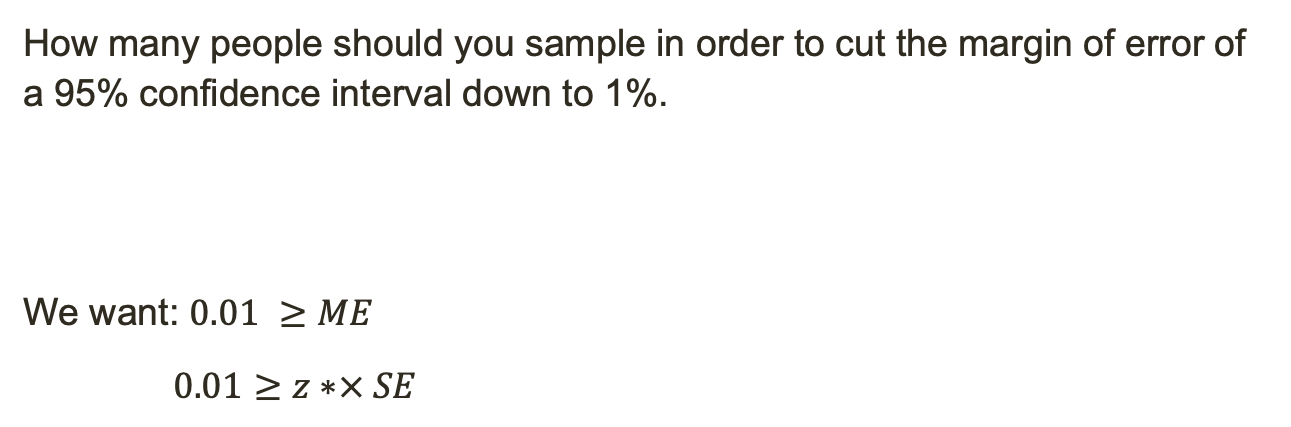 How many people should you sample in order to cut the margin of error of
a 95% confidence interval down to 1%.
We want: 0.01 ≥ ME
0.01 ≥ z *× SE